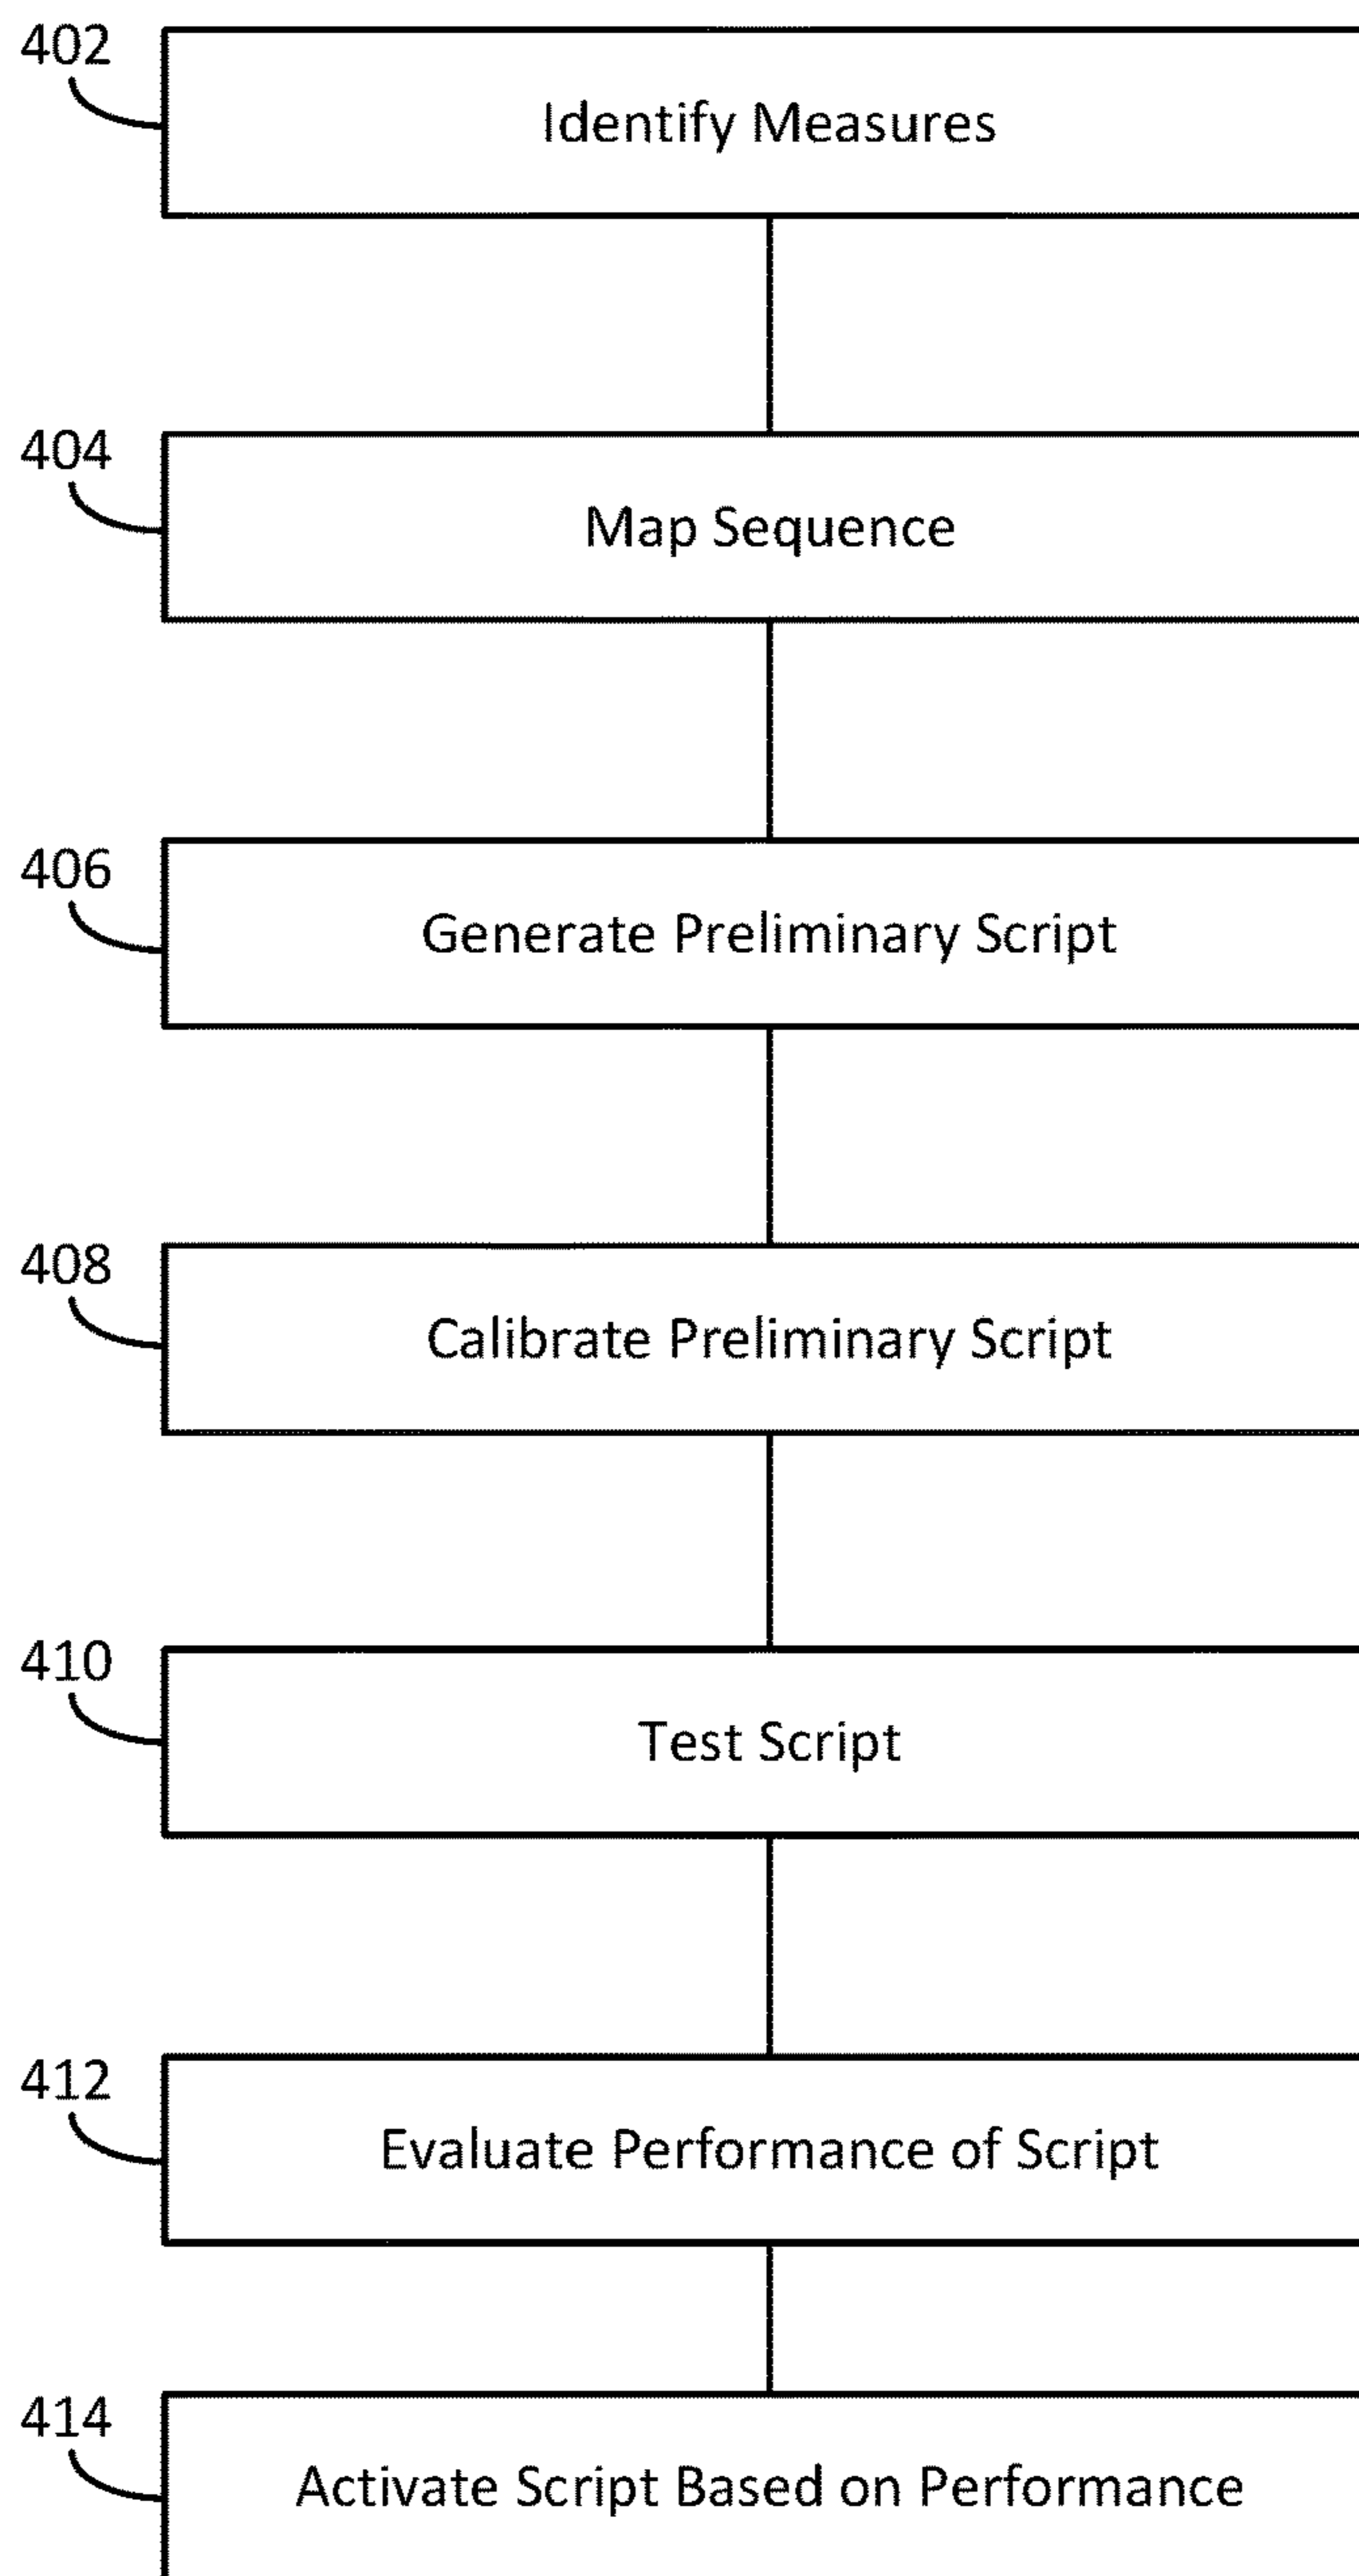 402
Identify Measures
404
Map Sequence
406
Generate Preliminary Script
408
Calibrate Preliminary Script
410
Test Script
412
Evaluate Performance of Script
414
Activate Script Based on Performance